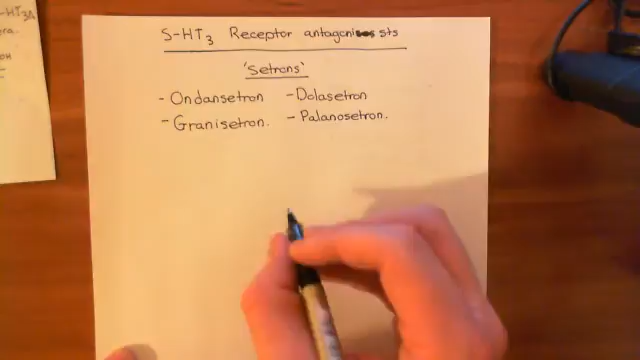 5-HT3 Receptor antagonists
'Setrons'
- Ondansetron - Dolasetron
- Granisetron. - Palanosetron.